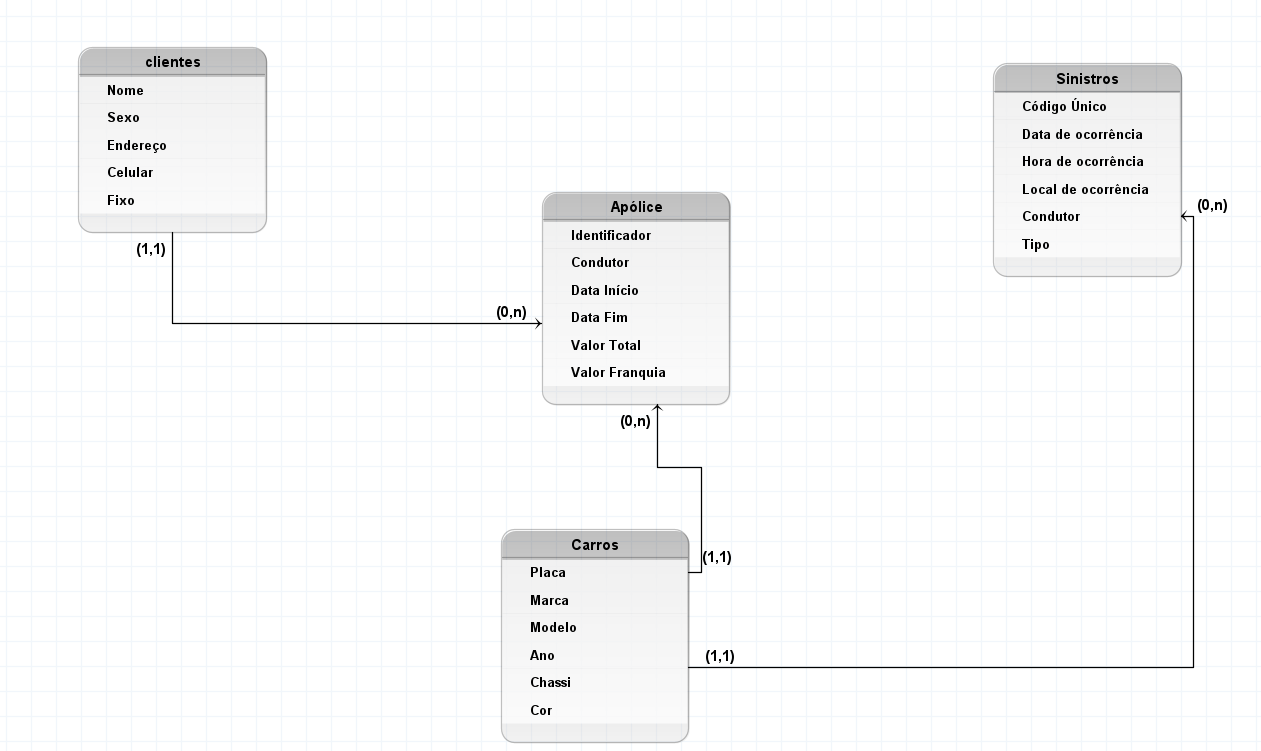 clientes
Nome
Sexo
Endereço
Celular
Fixo
(1,1)
(0,n)
Apólice
Identificador
Condutor
Data Início
Data Fim
Valor Total
Valor Franquia
(0,n)
Sinistros
Código Único
Data de ocorrência
Hora de ocorrência
Local de ocorrência
Condutor
Tipo
(0,n)
Carros
Placa
Marca
Modelo
Ano
Chassi
Cor
(1,1)
(1,1)